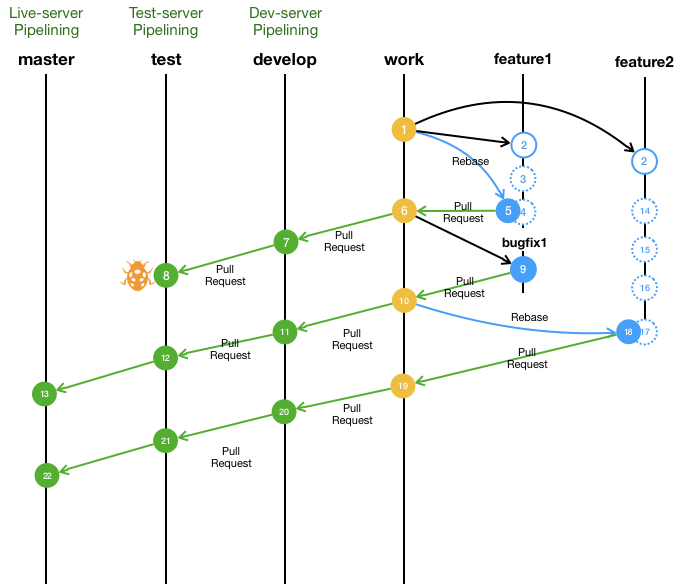 Live-server
Pipelining
Test-server
Pipelining
Dev-server
Pipelining
master
test
develop
work
feature1
feature2
1
2
2
Rebase
3
6
Pull
Request
5
4
14
7
Pull
Request
bugfix1
15
8
Pull
Request
9
16
10
Pull
Request
Rebase
11
Pull
Request
18
17
12
Pull
Request
Pull
Request
13
19
20
Pull
Request
21
Pull
Request
22